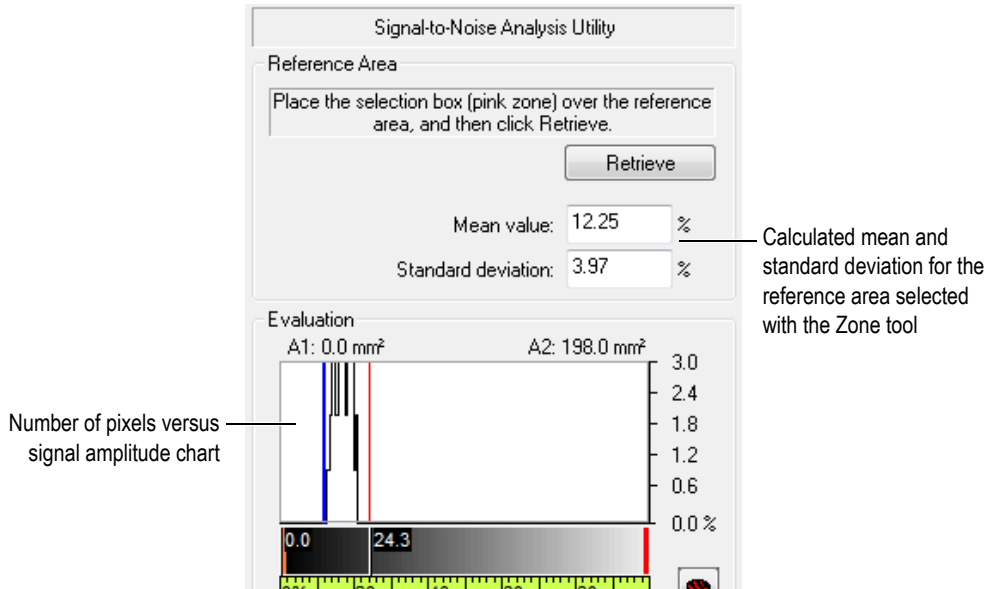 Signal-to-Noise Analysis Utility
Reference Area
Place the selection box (pink zone) over the reference
area, and then click Retrieve.
Retrieve
Mean value: 12.25 %
Standard deviation: 3.97 %
Calculated mean and
standard deviation for the
reference area selected
with the Zone tool
Evaluation
A1: 0.0 mm² A2: 198.0 mm²
3.0
2.4
1.8
1.2
0.6
0.0 %
Number of pixels versus
signal amplitude chart
0.0 24.3